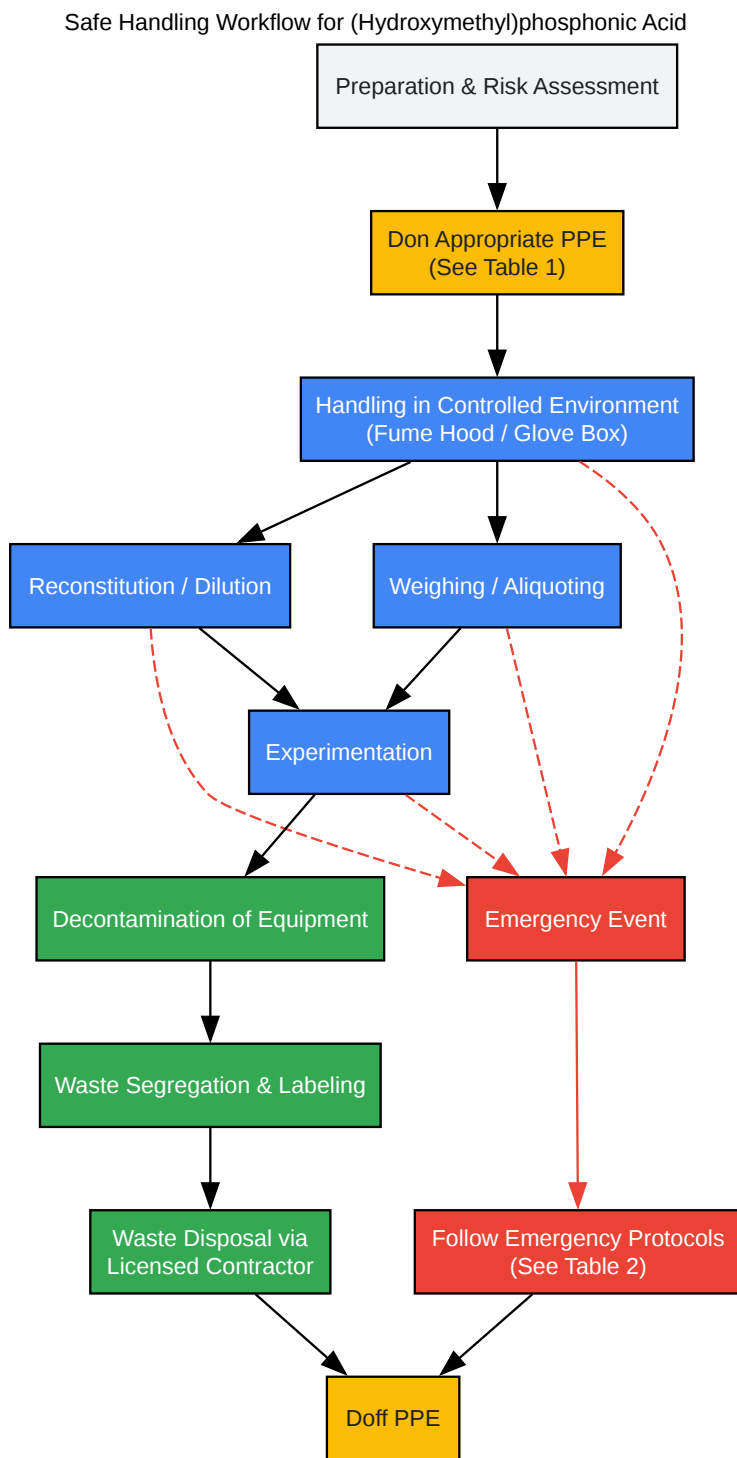 Safe Handling Workflow for (Hydroxymethyl)phosphonic Acid
Preparation & Risk Assessment
Don Appropriate PPE
(See Table 1)
Handling in Controlled Environment
(Fume Hood / Glove Box)
Reconstitution / Dilution
Weighing / Aliquoting
Experimentation
Decontamination of Equipment
Emergency Event
Waste Segregation & Labeling
Waste Disposal via
Licensed Contractor
Follow Emergency Protocols
(See Table 2)
Doff PPE